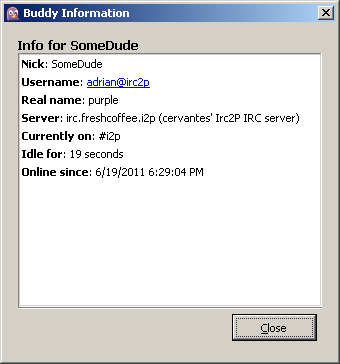 Buddy Information
Info for SomeDude
Nick: SomeDude
Username: adrian@irc2p
Real name: purple
Server: irc.freshcoffee.i2p (cervantes' Irc2P IRC server)
Currently on: #i2p
Idle for: 19 seconds
Online since: 6/19/2011 6:29:04 PM
Close